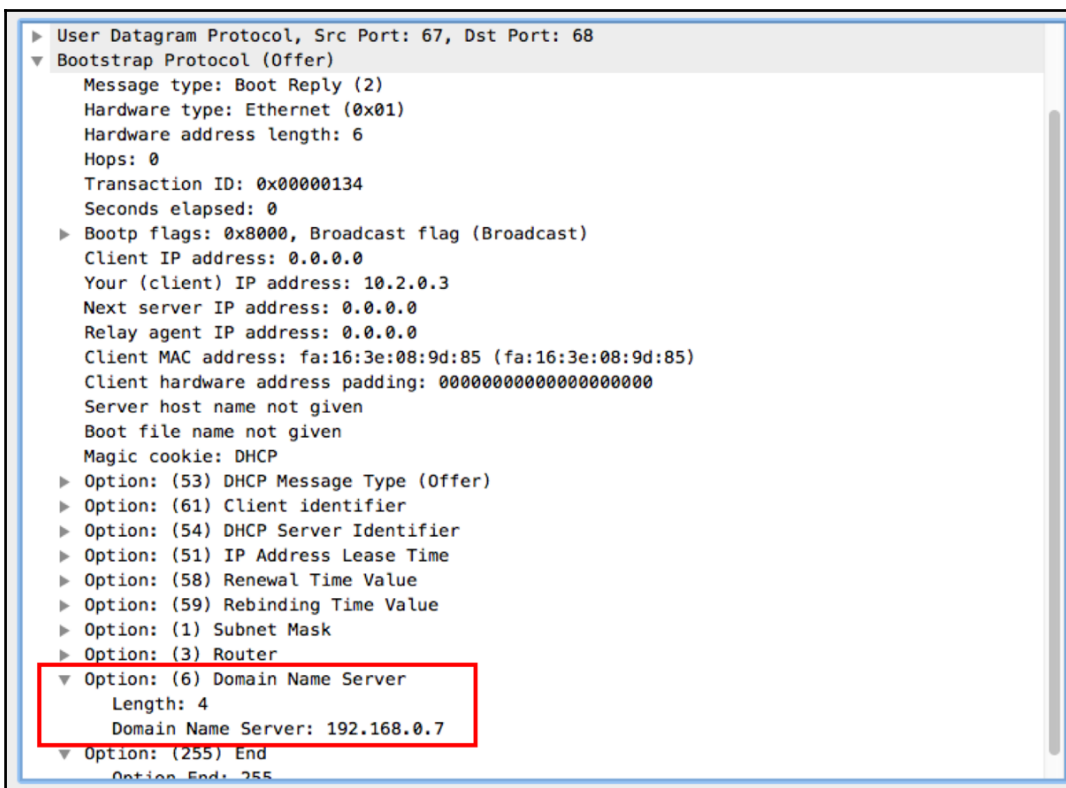 User Datagram Protocol, Src Port: 67, Dst Port: 68
Bootstrap Protocol (Offer)
Message type: Boot Reply (2)
Hardware type: Ethernet (0x01)
Hardware address length: 6
Hops: 0
Transaction ID: 0x00000134
Seconds elapsed: 0
Bootp flags: 0x8000, Broadcast flag (Broadcast)
Client IP address: 0.0.0.0
Your (client) IP address: 10.2.0.3
Next server IP address: 0.0.0.0
Relay agent IP address: 0.0.0.0
Client MAC address: fa:16:3e:08:9d:85 (fa:16:3e:08:9d:85)
Client hardware address padding: 00000000000000000000
Server host name not given
Boot file name not given
Magic cookie: DHCP
Option: (53) DHCP Message Type (Offer)
Option: (61) Client identifier
Option: (54) DHCP Server Identifier
Option: (51) IP Address Lease Time
Option: (58) Renewal Time Value
Option: (59) Rebinding Time Value
Option: (1) Subnet Mask
Option: (3) Router
Option: (6) Domain Name Server
Length: 4
Domain Name Server: 192.168.0.7
Option: (255) End
Option End: 255